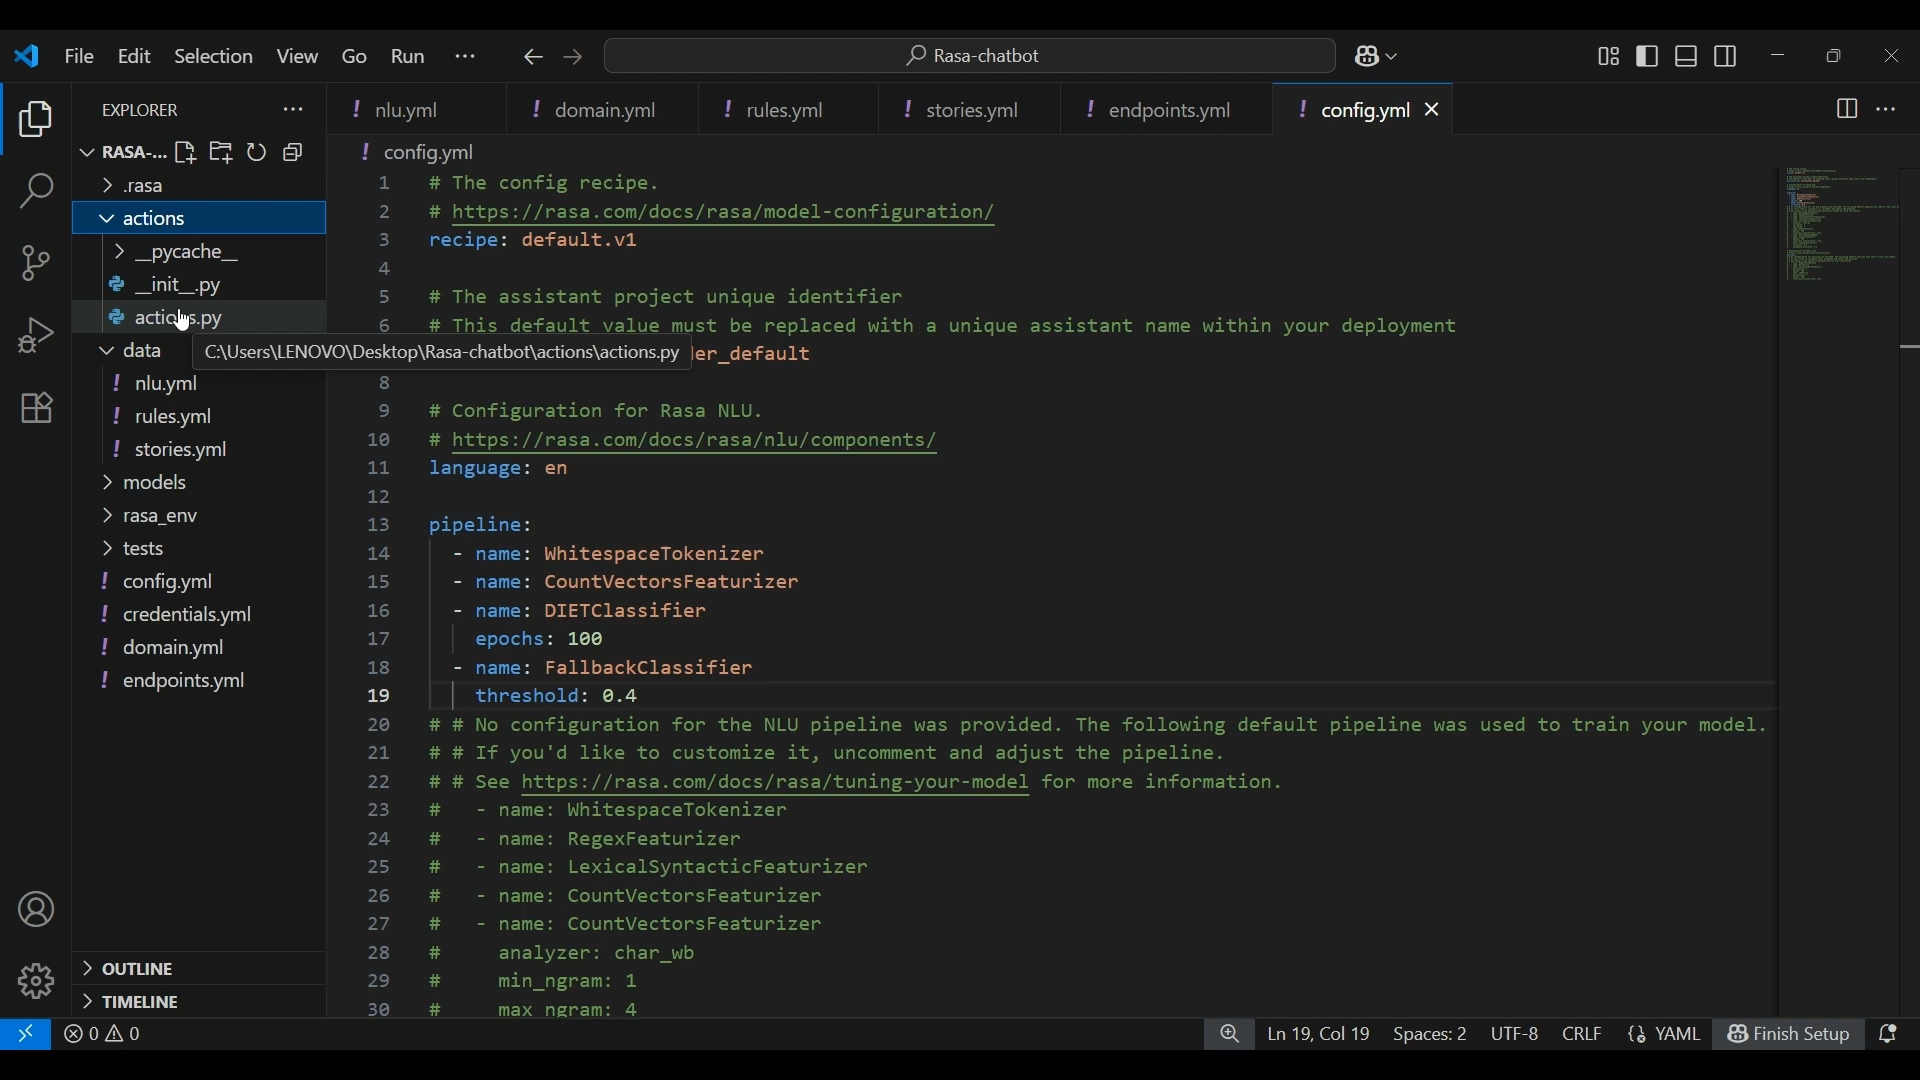 File Edit Selection View Go Run ···
Rasa-chatbot
EXPLORER
RASA-...
.rasa
actions
__pycache__
__init__.py
actions.py
data
nlu.yml
rules.yml
stories.yml
models
rasa_env
tests
config.yml
credentials.yml
domain.yml
endpoints.yml
OUTLINE
TIMELINE
C:\Users\LENOVO\Desktop\Rasa-chatbot\actions\actions.py
! nlu.yml ! domain.yml ! rules.yml ! stories.yml ! endpoints.yml ! config.yml
! config.yml
1 # The config recipe.
2 # https://rasa.com/docs/rasa/model-configuration/
3 recipe: default.v1
4
5 # The assistant project unique identifier
6 # This default value must be replaced with a unique assistant name within your deployment
er_default
8
9 # Configuration for Rasa NLU.
10 # https://rasa.com/docs/rasa/nlu/components/
11 language: en
12
13 pipeline:
14 - name: WhitespaceTokenizer
15 - name: CountVectorsFeaturizer
16 - name: DIETClassifier
17 epochs: 100
18 - name: FallbackClassifier
19 threshold: 0.4
20 # # No configuration for the NLU pipeline was provided. The following default pipeline was used to train your model.
21 # # If you'd like to customize it, uncomment and adjust the pipeline.
22 # # See https://rasa.com/docs/rasa/tuning-your-model for more information.
23 # - name: WhitespaceTokenizer
24 # - name: RegexFeaturizer
25 # - name: LexicalSyntacticFeaturizer
26 # - name: CountVectorsFeaturizer
27 # - name: CountVectorsFeaturizer
28 # analyzer: char_wb
29 # min_ngram: 1
30 # max_ngram: 4
0 0
Ln 19, Col 19 Spaces: 2 UTF-8 CRLF {} YAML Finish Setup